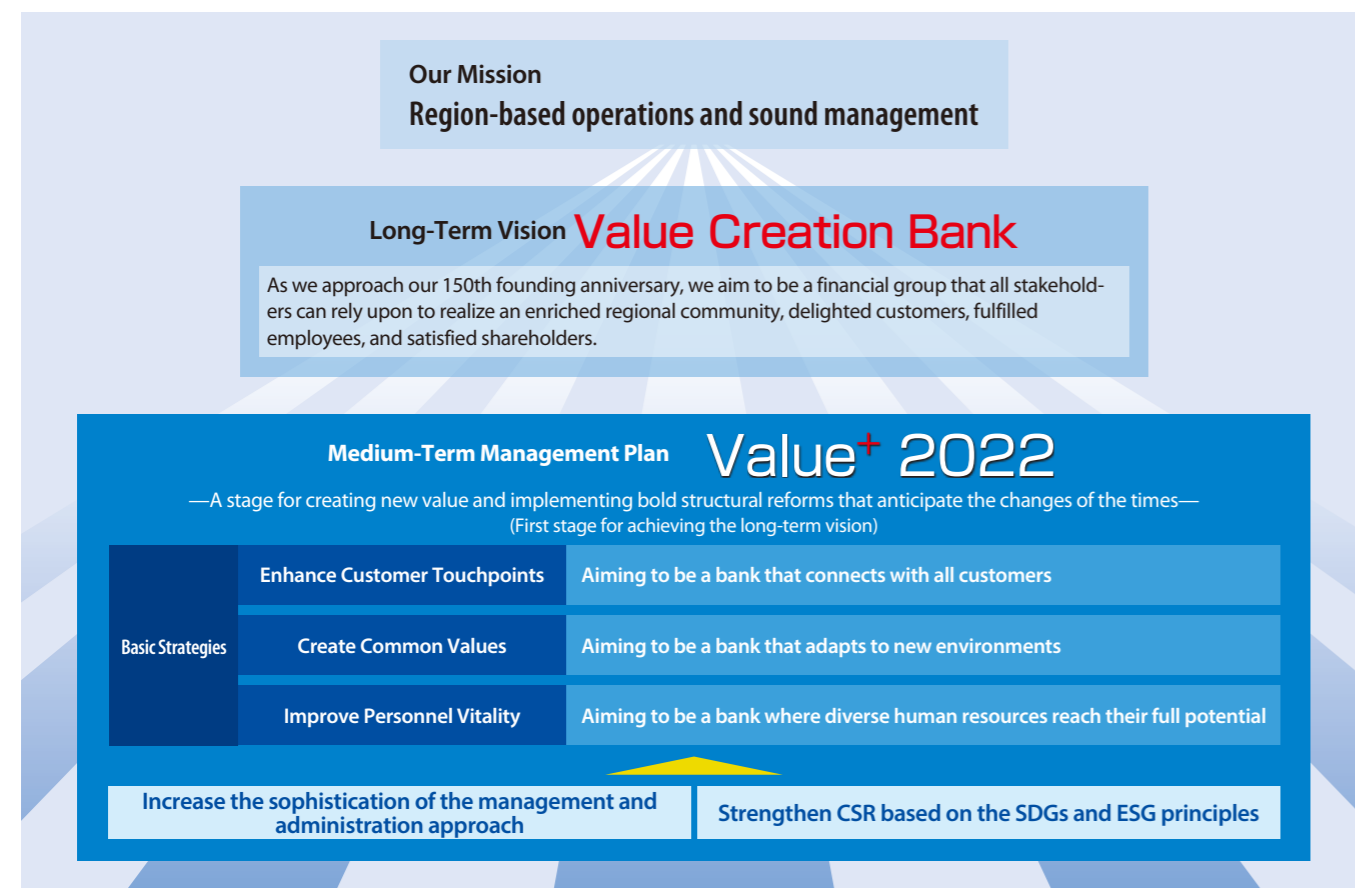 Our Mission
Region-based operations and sound management
Long-Term Vision Value Creation Bank
As we approach our 150th founding anniversary, we aim to be a financial group that all stakehold-
ers can rely upon to realize an enriched regional community, delighted customers, fulfilled
employees, and satisfied shareholders.
Medium-Term Management Plan Value+ 2022
—A stage for creating new value and implementing bold structural reforms that anticipate the changes of the times—
(First stage for achieving the long-term vision)
Basic Strategies
Enhance Customer Touchpoints Aiming to be a bank that connects with all customers
Create Common Values Aiming to be a bank that adapts to new environments
Improve Personnel Vitality Aiming to be a bank where diverse human resources reach their full potential
Increase the sophistication of the management and
administration approach
Strengthen CSR based on the SDGs and ESG principles